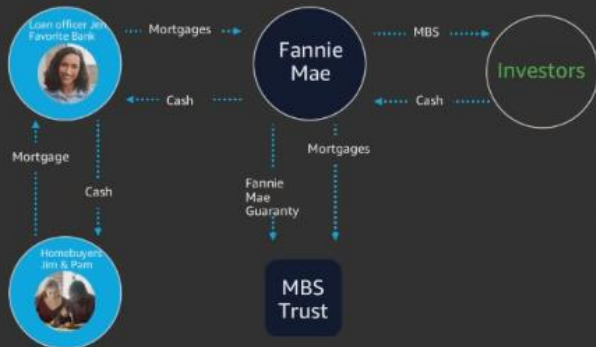 Loan officer Jen
Favorite Bank
Mortgages
Fannie
Mae
MBS
Investors
Cash
Cash
Mortgage
Cash
Fannie
Mae
Guaranty
Mortgages
Homebuyers
Jim & Pam
MBS
Trust